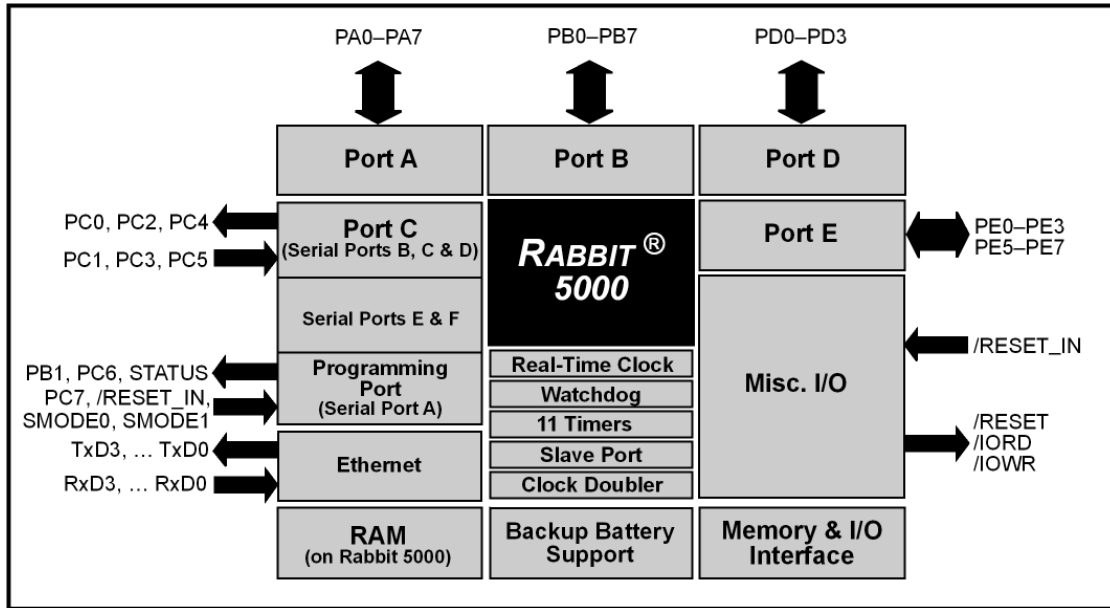 PA0–PA7
PB0–PB7
PD0–PD3
Port A
Port B
Port D
PC0, PC2, PC4
PC1, PC3, PC5
Port C
(Serial Ports B, C & D)
RABBIT ®
5000
Port E
PE0–PE3
PE5–PE7
Serial Ports E & F
PB1, PC6, STATUS
PC7, /RESET_IN,
SMODE0, SMODE1
Programming
Port
(Serial Port A)
Real-Time Clock
Watchdog
11 Timers
Slave Port
Clock Doubler
Misc. I/O
/RESET_IN
/RESET
/IORD
/IOWR
TxD3, ... TxD0
RxD3, ... RxD0
Ethernet
RAM
(on Rabbit 5000)
Backup Battery
Support
Memory & I/O
Interface